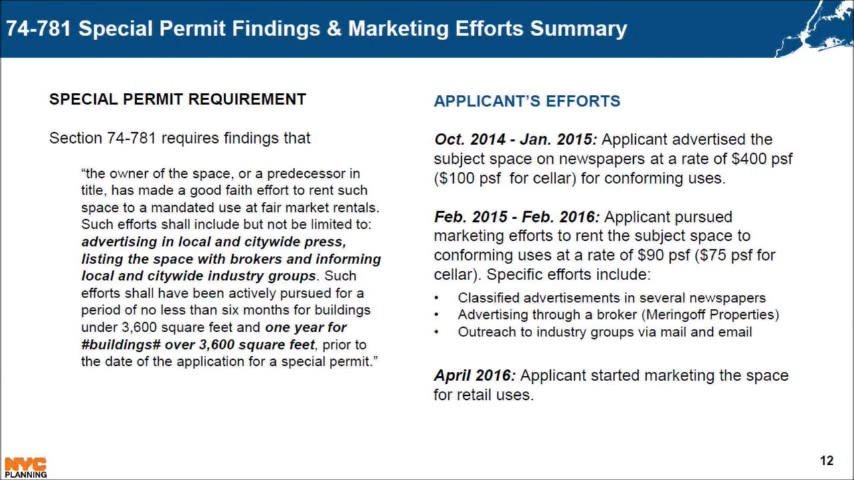 74-781 Special Permit Findings & Marketing Efforts Summary
SPECIAL PERMIT REQUIREMENT
Section 74-781 requires findings that
“the owner of the space, or a predecessor in
title, has made a good faith effort to rent such
space to a mandated use at fair market rentals.
Such efforts shall include but not be limited to:
advertising in local and citywide press,
listing the space with brokers and informing
local and citywide industry groups. Such
efforts shall have been actively pursued for a
period of no less than six months for buildings
under 3,600 square feet and one year for
#buildings# over 3,600 square feet, prior to
the date of the application for a special permit.”
APPLICANT’S EFFORTS
Oct. 2014 - Jan. 2015: Applicant advertised the
subject space on newspapers at a rate of $400 psf
($100 psf for cellar) for conforming uses.
Feb. 2015 - Feb. 2016: Applicant pursued
marketing efforts to rent the subject space to
conforming uses at a rate of $90 psf ($75 psf for
cellar). Specific efforts include:
• Classified advertisements in several newspapers
• Advertising through a broker (Meringoff Properties)
• Outreach to industry groups via mail and email
April 2016: Applicant started marketing the space
for retail uses.
NYC
PLANNING
12